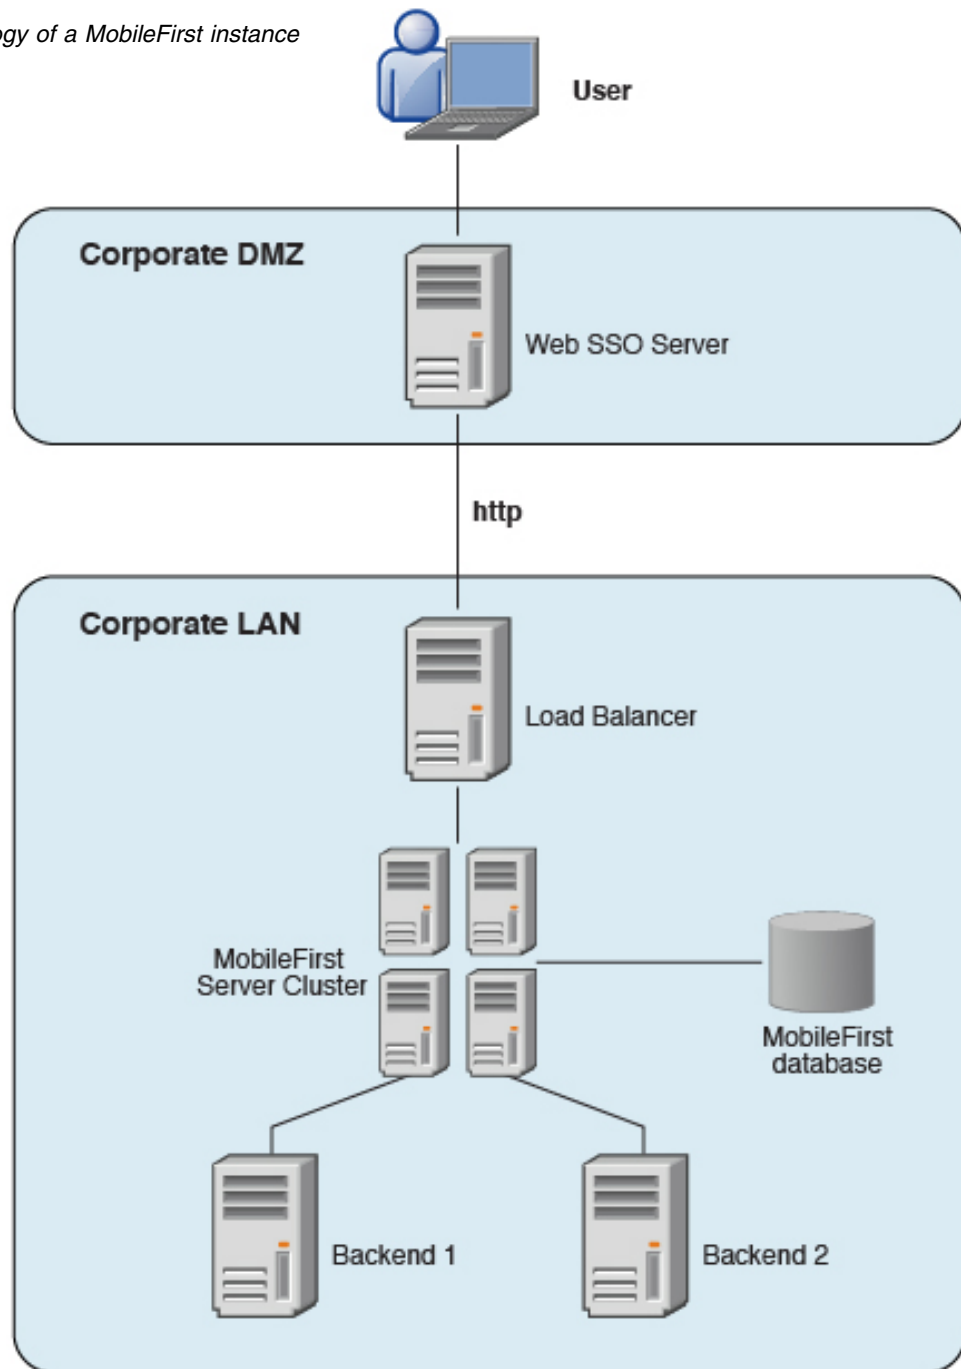 ogy of a MobileFirst instance
User
Corporate DMZ
Web SSO Server
http
Corporate LAN
Load Balancer
MobileFirst
Server Cluster
MobileFirst
database
Backend 1
Backend 2